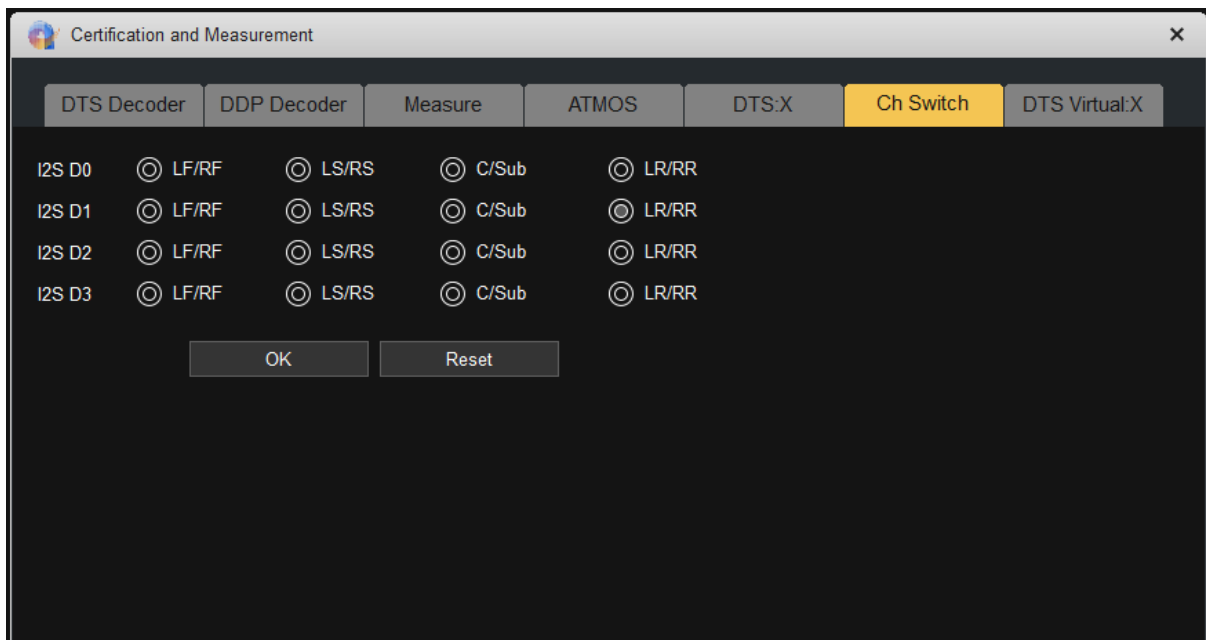 Certification and Measurement
DTS Decoder DDP Decoder Measure ATMOS DTS:X Ch Switch DTS Virtual:X
I2S D0 LF/RF LS/RS C/Sub LR/RR
I2S D1 LF/RF LS/RS C/Sub LR/RR
I2S D2 LF/RF LS/RS C/Sub LR/RR
I2S D3 LF/RF LS/RS C/Sub LR/RR
OK Reset